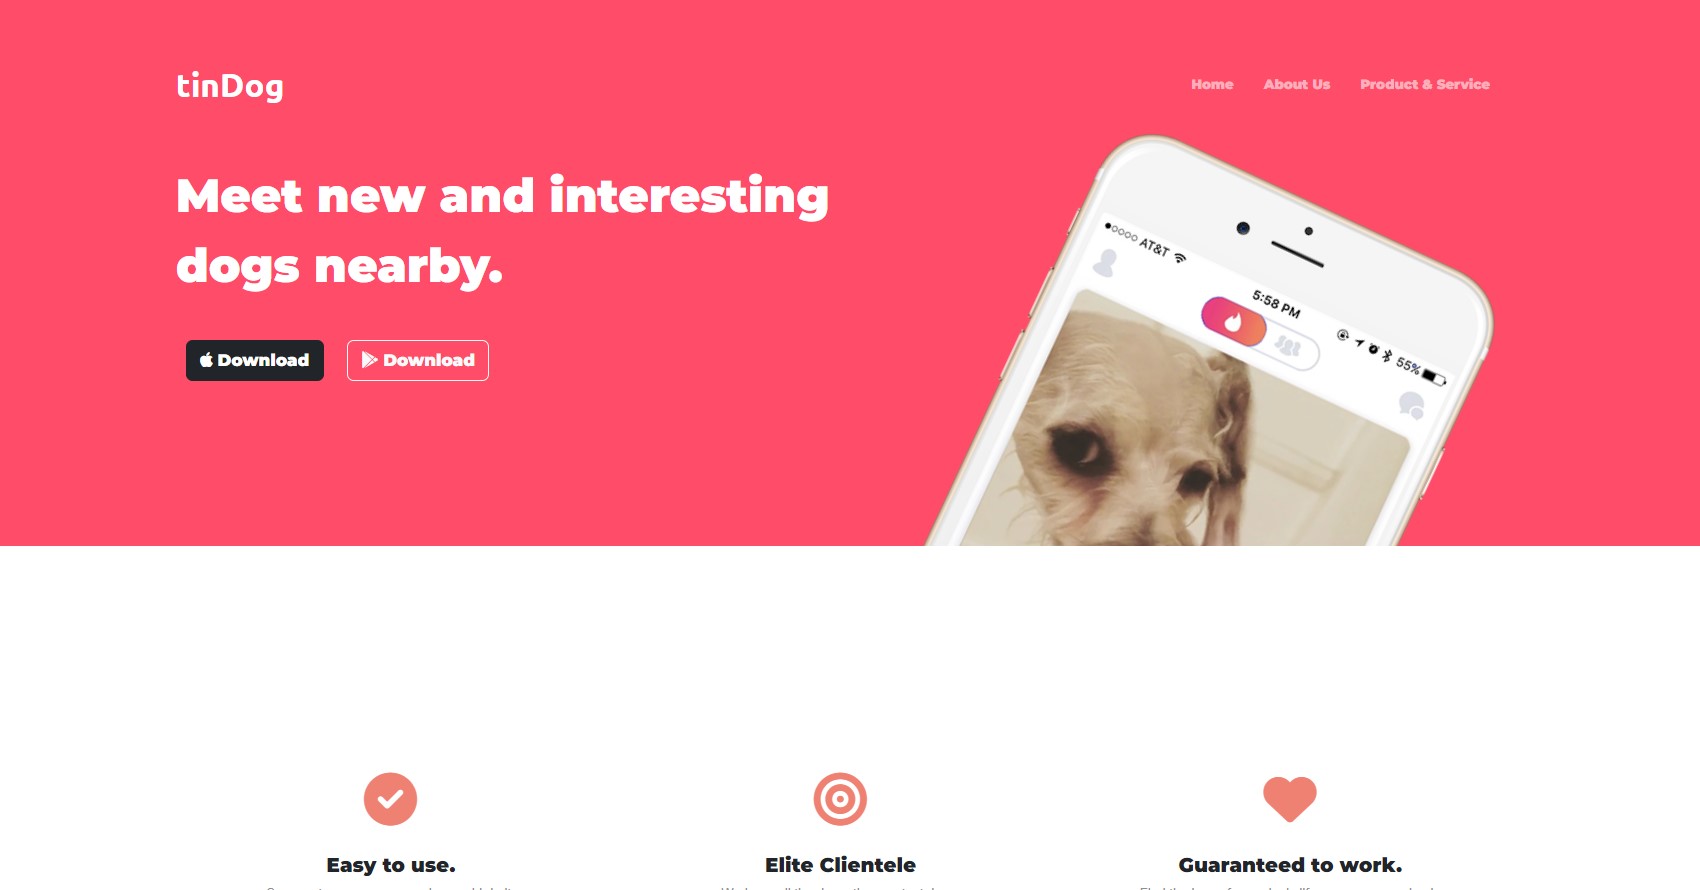 tinDog
Home About Us Product & Service
Meet new and interesting
dogs nearby.
Download Download
AT&T
5:58 PM
55%
Easy to use. Elite Clientele Guaranteed to work.